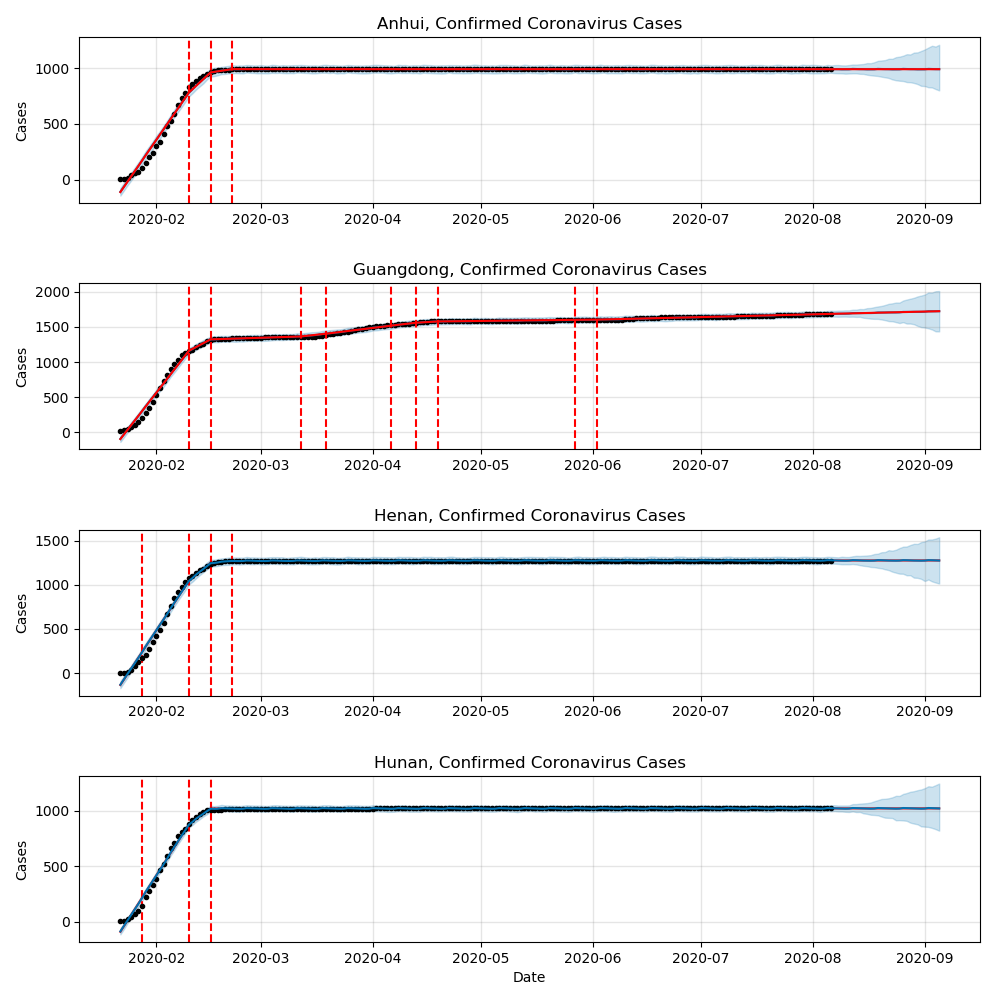 Anhui, Confirmed Coronavirus Cases
1000
500
0
Cases
2020-02 2020-03 2020-04 2020-05 2020-06 2020-07 2020-08 2020-09
Guangdong, Confirmed Coronavirus Cases
2000
1500
1000
500
0
Cases
2020-02 2020-03 2020-04 2020-05 2020-06 2020-07 2020-08 2020-09
Henan, Confirmed Coronavirus Cases
1500
1000
500
0
Cases
2020-02 2020-03 2020-04 2020-05 2020-06 2020-07 2020-08 2020-09
Hunan, Confirmed Coronavirus Cases
1000
500
0
Cases
2020-02 2020-03 2020-04 2020-05 2020-06 2020-07 2020-08 2020-09
Date